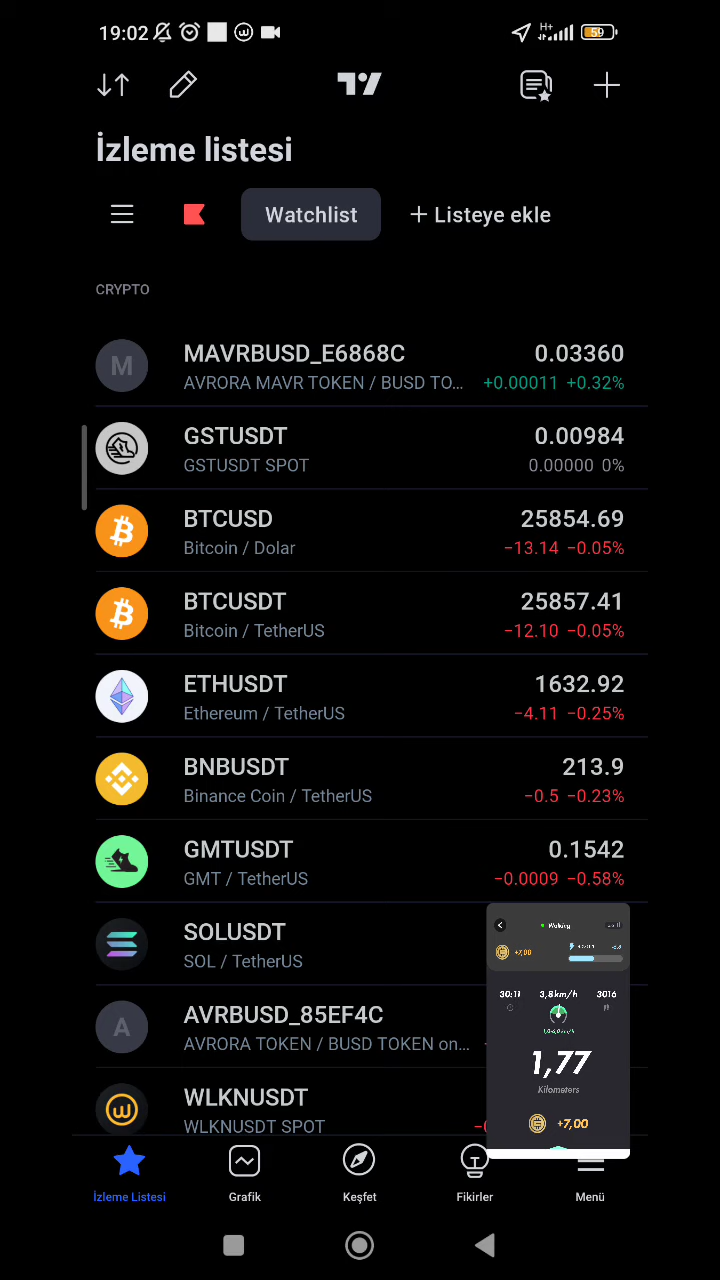 19:02
H+
59
İzleme listesi
Watchlist
+ Listeye ekle
CRYPTO
M
MAVRBUSD_E6868C
0.03360
AVRORA MAVR TOKEN / BUSD TO...
+0.00011 +0.32%
GSTUSDT
0.00984
GSTUSDT SPOT
0.00000 0%
BTCUSD
25854.69
Bitcoin / Dolar
−13.14 −0.05%
BTCUSDT
25857.41
Bitcoin / TetherUS
−12.10 −0.05%
ETHUSDT
1632.92
Ethereum / TetherUS
−4.11 −0.25%
BNBUSDT
213.9
Binance Coin / TetherUS
−0.5 −0.23%
GMTUSDT
0.1542
GMT / TetherUS
−0.0009 −0.58%
SOLUSDT
SOL / TetherUS
A
AVRBUSD_85EF4C
AVRORA TOKEN / BUSD TOKEN on...
WLKNUSDT
WLKNUSDT SPOT
Walking
+7,00
30:11
3,8 km/h
3016
1,77
Kilometers
+7,00
İzleme Listesi
Grafik
Keşfet
Fikirler
Menü